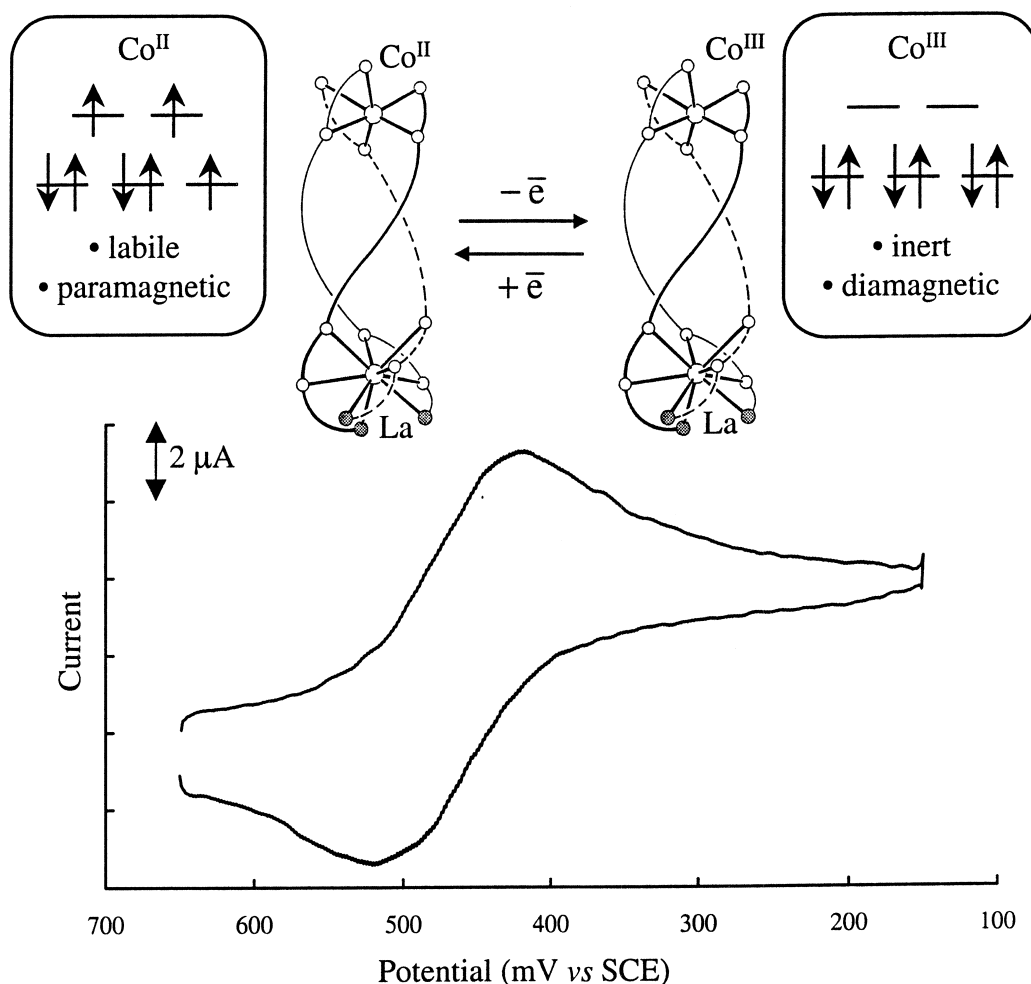 Co^II
• labile
• paramagnetic
Co^II
La
− e̅
+ e̅
Co^III
La
Co^III
• inert
• diamagnetic
2 µA
Current
700 600 500 400 300 200 100
Potential (mV vs SCE)